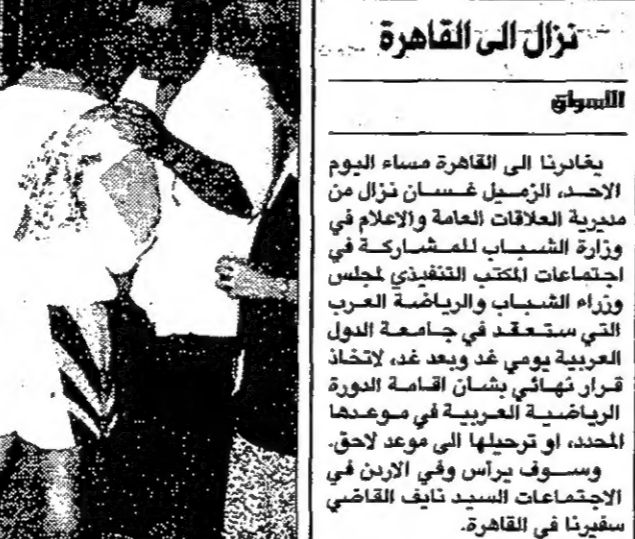 نزال الى القاهرة
الأسواق
يغادرنا الى القاهرة مساء اليوم
الاحد، الزميل غسان نزال من
مديرية العلاقات العامة والاعلام في
وزارة الشباب للمشاركة في
اجتماعات المكتب التنفيذي لمجلس
وزراء الشباب والرياضة العرب
التي ستعقد في جامعة الدول
العربية يومي غد وبعد غد، لاتخاذ
قرار نهائي بشان اقامة الدورة
الرياضية العربية في موعدها
المحدد، او ترحيلها الى موعد لاحق.
وسوف يرأس وفي الاردن في
الاجتماعات السيد نايف القاضي
سفيرنا في القاهرة.